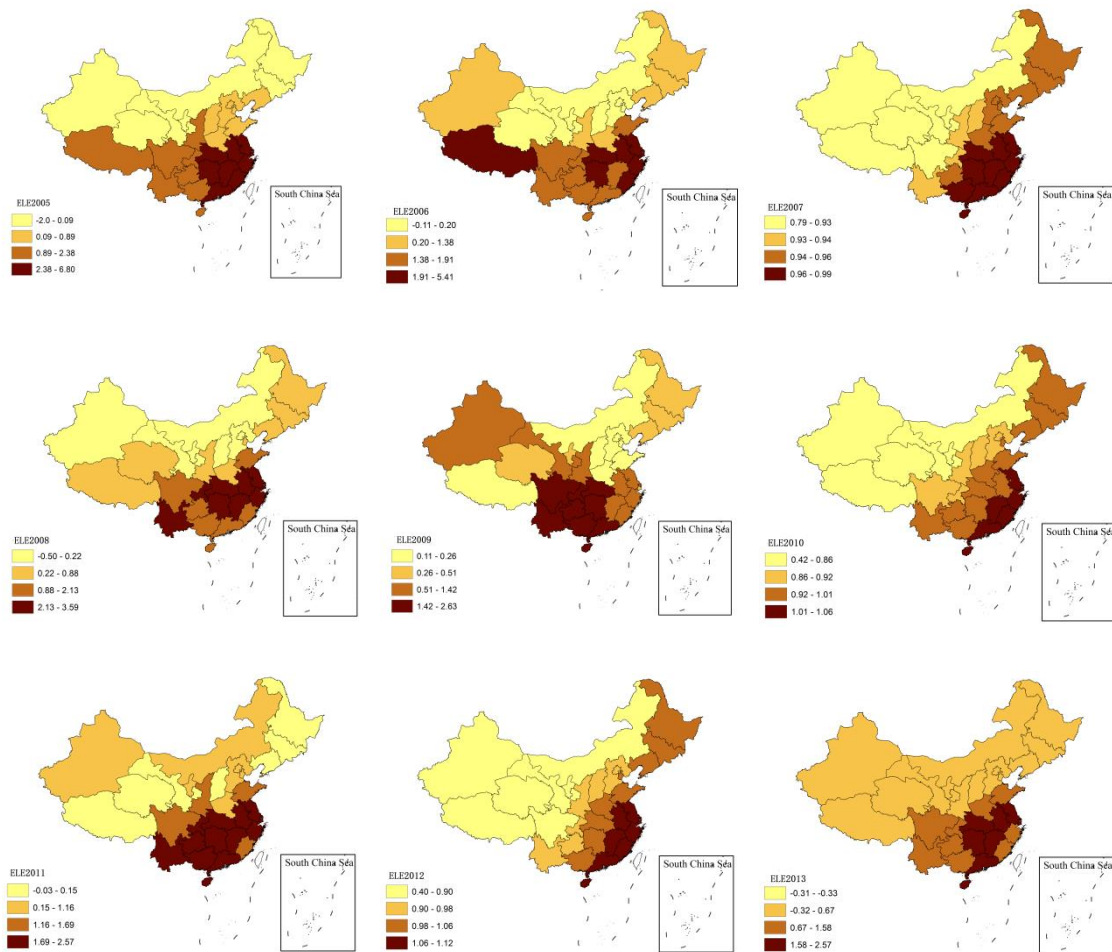 South China Sea
ELE2005
-2.0 - 0.09
0.09 - 0.89
0.89 - 2.38
2.38 - 6.80
South China Sea
ELE2006
-0.11 - 0.20
0.20 - 1.38
1.38 - 1.91
1.91 - 5.41
South China Sea
ELE2007
0.79 - 0.93
0.93 - 0.94
0.94 - 0.96
0.96 - 0.99
South China Sea
ELE2008
-0.50 - 0.22
0.22 - 0.88
0.88 - 2.13
2.13 - 3.59
South China Sea
ELE2009
0.11 - 0.26
0.26 - 0.51
0.51 - 1.42
1.42 - 2.63
South China Sea
ELE2010
0.42 - 0.86
0.86 - 0.92
0.92 - 1.01
1.01 - 1.06
South China Sea
ELE2011
-0.03 - 0.15
0.15 - 1.16
1.16 - 1.69
1.69 - 2.57
South China Sea
ELE2012
0.40 - 0.90
0.90 - 0.98
0.98 - 1.06
1.06 - 1.12
South China Sea
ELE2013
-0.31 - -0.33
-0.32 - 0.67
0.67 - 1.58
1.58 - 2.57